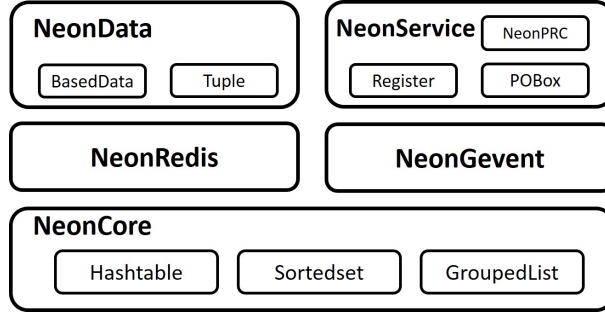 NeonData
BasedData
Tuple
NeonService
NeonPRC
Register
POBox
NeonRedis
NeonGevent
NeonCore
Hashtable
Sortedset
GroupedList